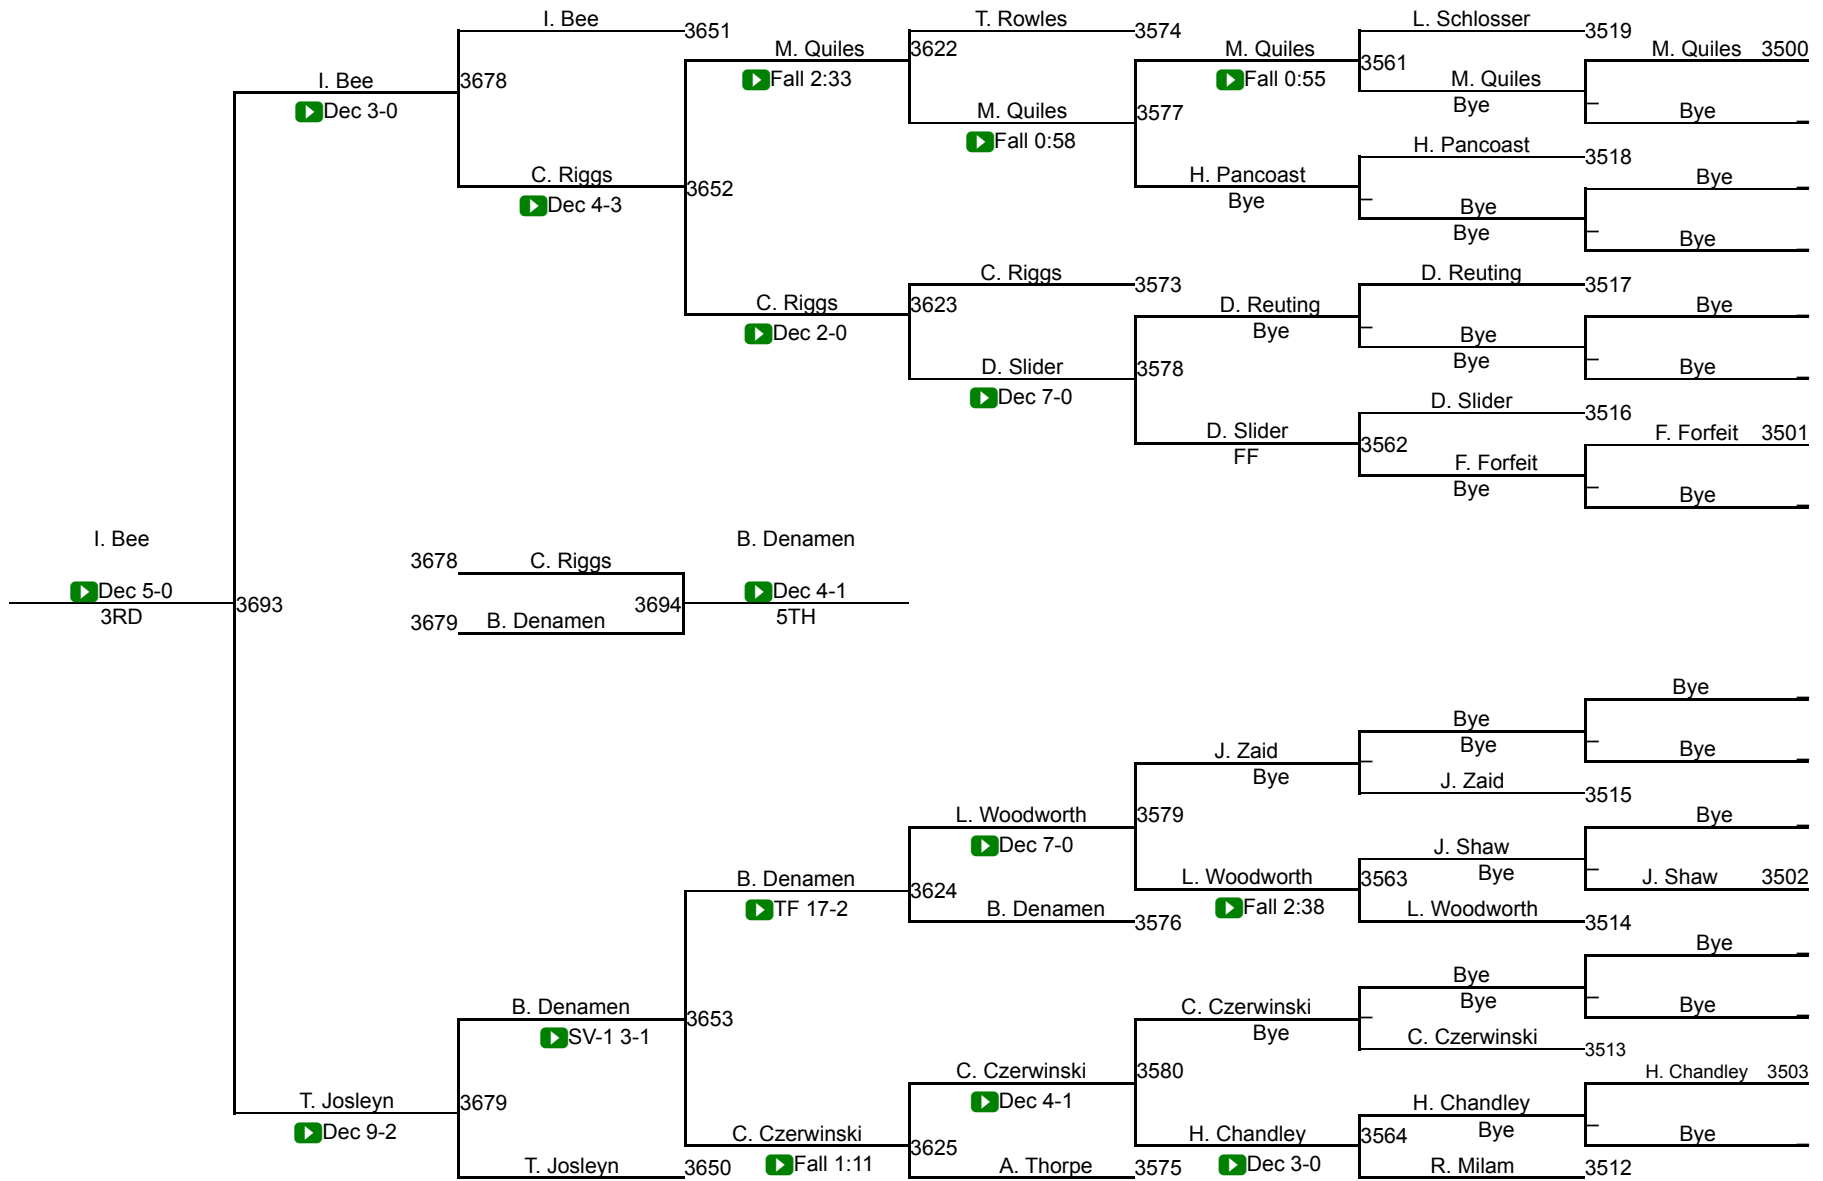 I. Bee
3651
T. Rowles
3574
L. Schlosser
3519
M. Quiles
3622
M. Quiles
3561
M. Quiles 3500
I. Bee
3678
Fall 2:33
Fall 0:55
M. Quiles
Dec 3-0
M. Quiles
3577
Bye
Bye
Fall 0:58
H. Pancoast
3518
C. Riggs
3652
H. Pancoast
Bye
Dec 4-3
Bye
Bye
Bye
Bye
C. Riggs
3573
D. Reuting
3517
C. Riggs
3623
D. Reuting
Bye
Dec 2-0
Bye
Bye
D. Slider
3578
Bye
Bye
Dec 7-0
D. Slider
3516
D. Slider
3562
F. Forfeit 3501
FF
F. Forfeit
Bye
Bye
I. Bee
B. Denamen
3678
C. Riggs
Dec 5-0
3693
3694
Dec 4-1
3RD
3679
B. Denamen
5TH
Bye
Bye
J. Zaid
Bye
Bye
Bye
J. Zaid
3515
L. Woodworth
3579
Bye
Dec 7-0
J. Shaw
B. Denamen
3624
L. Woodworth
3563
Bye
J. Shaw 3502
TF 17-2
B. Denamen
3576
Fall 2:38
L. Woodworth
3514
Bye
Bye
B. Denamen
3653
C. Czerwinski
Bye
Bye
SV-1 3-1
Bye
C. Czerwinski
3513
C. Czerwinski
3580
H. Chandley 3503
T. Josleyn
3679
Dec 4-1
H. Chandley
Dec 9-2
C. Czerwinski
3625
H. Chandley
3564
Bye
Bye
T. Josleyn
3650
Fall 1:11
A. Thorpe
3575
Dec 3-0
R. Milam
3512